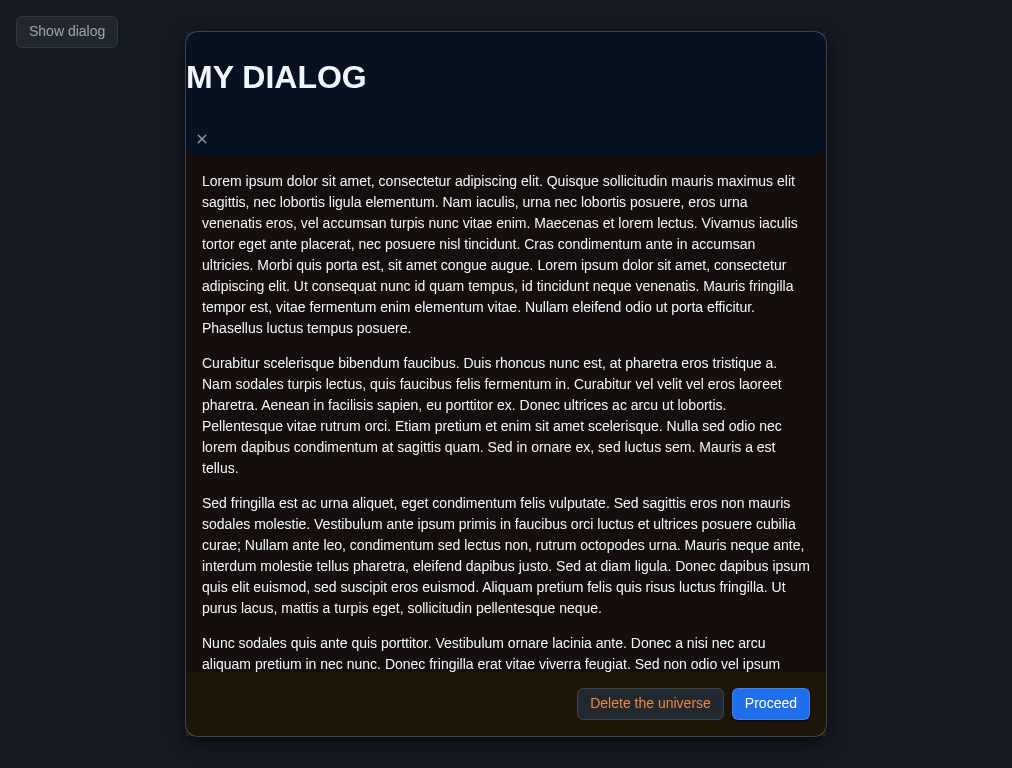 Show dialog
MY DIALOG
×
Lorem ipsum dolor sit amet, consectetur adipiscing elit. Quisque sollicitudin mauris maximus elit
sagittis, nec lobortis ligula elementum. Nam iaculis, urna nec lobortis posuere, eros urna
venenatis eros, vel accumsan turpis nunc vitae enim. Maecenas et lorem lectus. Vivamus iaculis
tortor eget ante placerat, nec posuere nisl tincidunt. Cras condimentum ante in accumsan
ultricies. Morbi quis porta est, sit amet congue augue. Lorem ipsum dolor sit amet, consectetur
adipiscing elit. Ut consequat nunc id quam tempus, id tincidunt neque venenatis. Mauris fringilla
tempor est, vitae fermentum enim elementum vitae. Nullam eleifend odio ut porta efficitur.
Phasellus luctus tempus posuere.
Curabitur scelerisque bibendum faucibus. Duis rhoncus nunc est, at pharetra eros tristique a.
Nam sodales turpis lectus, quis faucibus felis fermentum in. Curabitur vel velit vel eros laoreet
pharetra. Aenean in facilisis sapien, eu porttitor ex. Donec ultrices ac arcu ut lobortis.
Pellentesque vitae rutrum orci. Etiam pretium et enim sit amet scelerisque. Nulla sed odio nec
lorem dapibus condimentum at sagittis quam. Sed in ornare ex, sed luctus sem. Mauris a est
tellus.
Sed fringilla est ac urna aliquet, eget condimentum felis vulputate. Sed sagittis eros non mauris
sodales molestie. Vestibulum ante ipsum primis in faucibus orci luctus et ultrices posuere cubilia
curae; Nullam ante leo, condimentum sed lectus non, rutrum octopodes urna. Mauris neque ante,
interdum molestie tellus pharetra, eleifend dapibus justo. Sed at diam ligula. Donec dapibus ipsum
quis elit euismod, sed suscipit eros euismod. Aliquam pretium felis quis risus luctus fringilla. Ut
purus lacus, mattis a turpis eget, sollicitudin pellentesque neque.
Nunc sodales quis ante quis porttitor. Vestibulum ornare lacinia ante. Donec a nisi nec arcu
aliquam pretium in nec nunc. Donec fringilla erat vitae viverra feugiat. Sed non odio vel ipsum
Delete the universe
Proceed